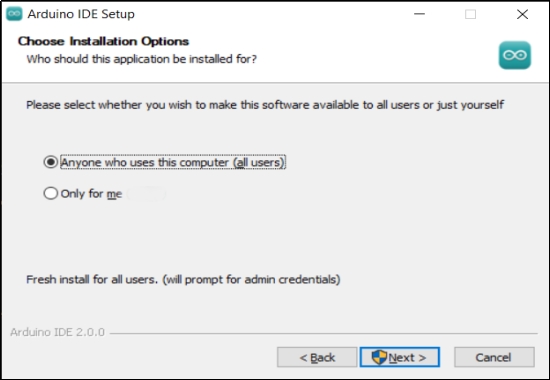 Arduino IDE Setup
Choose Installation Options
Who should this application be installed for?
Please select whether you wish to make this software available to all users or just yourself
Anyone who uses this computer (all users)
Only for me
Fresh install for all users. (will prompt for admin credentials)
Arduino IDE 2.0.0
< Back
Next >
Cancel